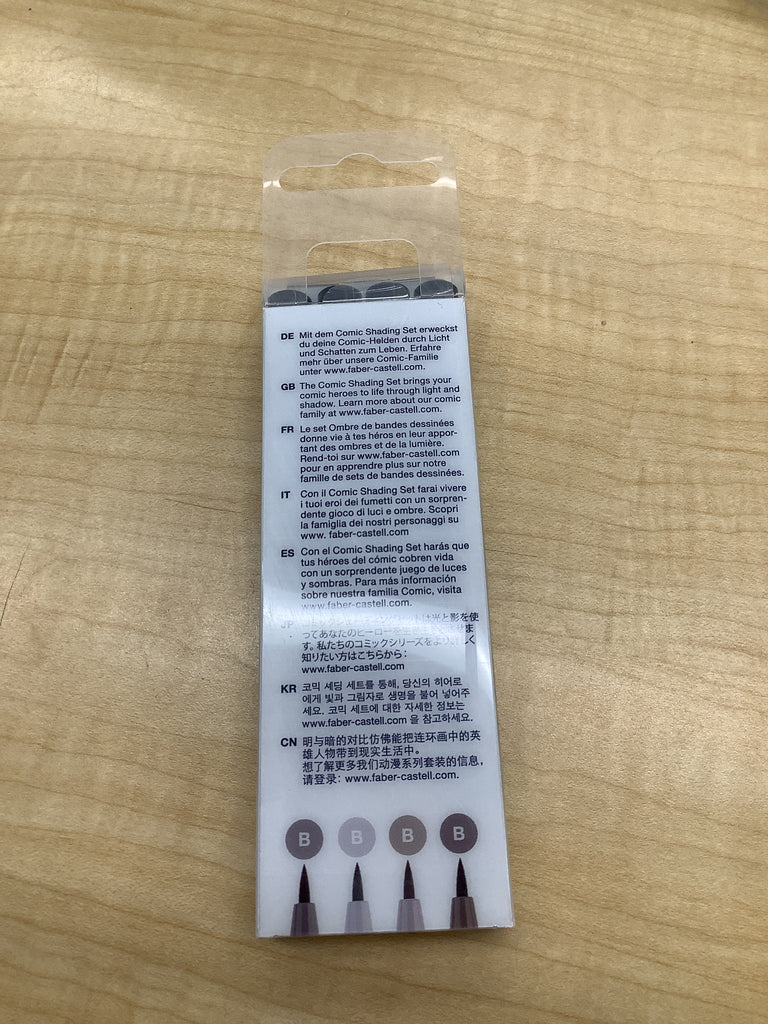 DE Mit dem Comic Shading Set erweckst
du deine Comic-Helden durch Licht
und Schatten zum Leben. Erfahre
mehr über unsere Comic-Familie
unter www.faber-castell.com.
GB The Comic Shading Set brings your
comic heroes to life through light and
shadow. Learn more about our comic
family at www.faber-castell.com.
FR Le set Ombre de bandes dessinées
donne vie à tes héros en leur appor-
tant des ombres et de la lumière.
Rend-toi sur www.faber-castell.com
pour en apprendre plus sur notre
famille de sets de bandes dessinées.
IT Con il Comic Shading Set farai vivere
i tuoi eroi dei fumetti con un sorpren-
dente gioco di luci e ombre. Scopri
la famiglia dei nostri personaggi su
www. faber-castell.com
ES Con el Comic Shading Set harás que
tus héroes del cómic cobren vida
con un sorprendente juego de luces
y sombras. Para más información
sobre nuestra familia Comic, visita
www.faber-castell.com.
JP は光と影を使
ってあなたのヒーロー
す。私たちのコミックシリーズを
知りたい方はこちらから：
www.faber-castell.com
KR 코믹 셰딩 세트를 통해, 당신의 히어로
에게 빛과 그림자로 생명을 불어 넣어주
세요. 코믹 세트에 대한 자세한 정보는
www.faber-castell.com 을 참고하세요.
CN 明与暗的对比仿佛能把连环画中的英
雄人物带到现实生活中。
想了解更多我们动漫系列套装的信息，
请登录：www.faber-castell.com.
B B B B